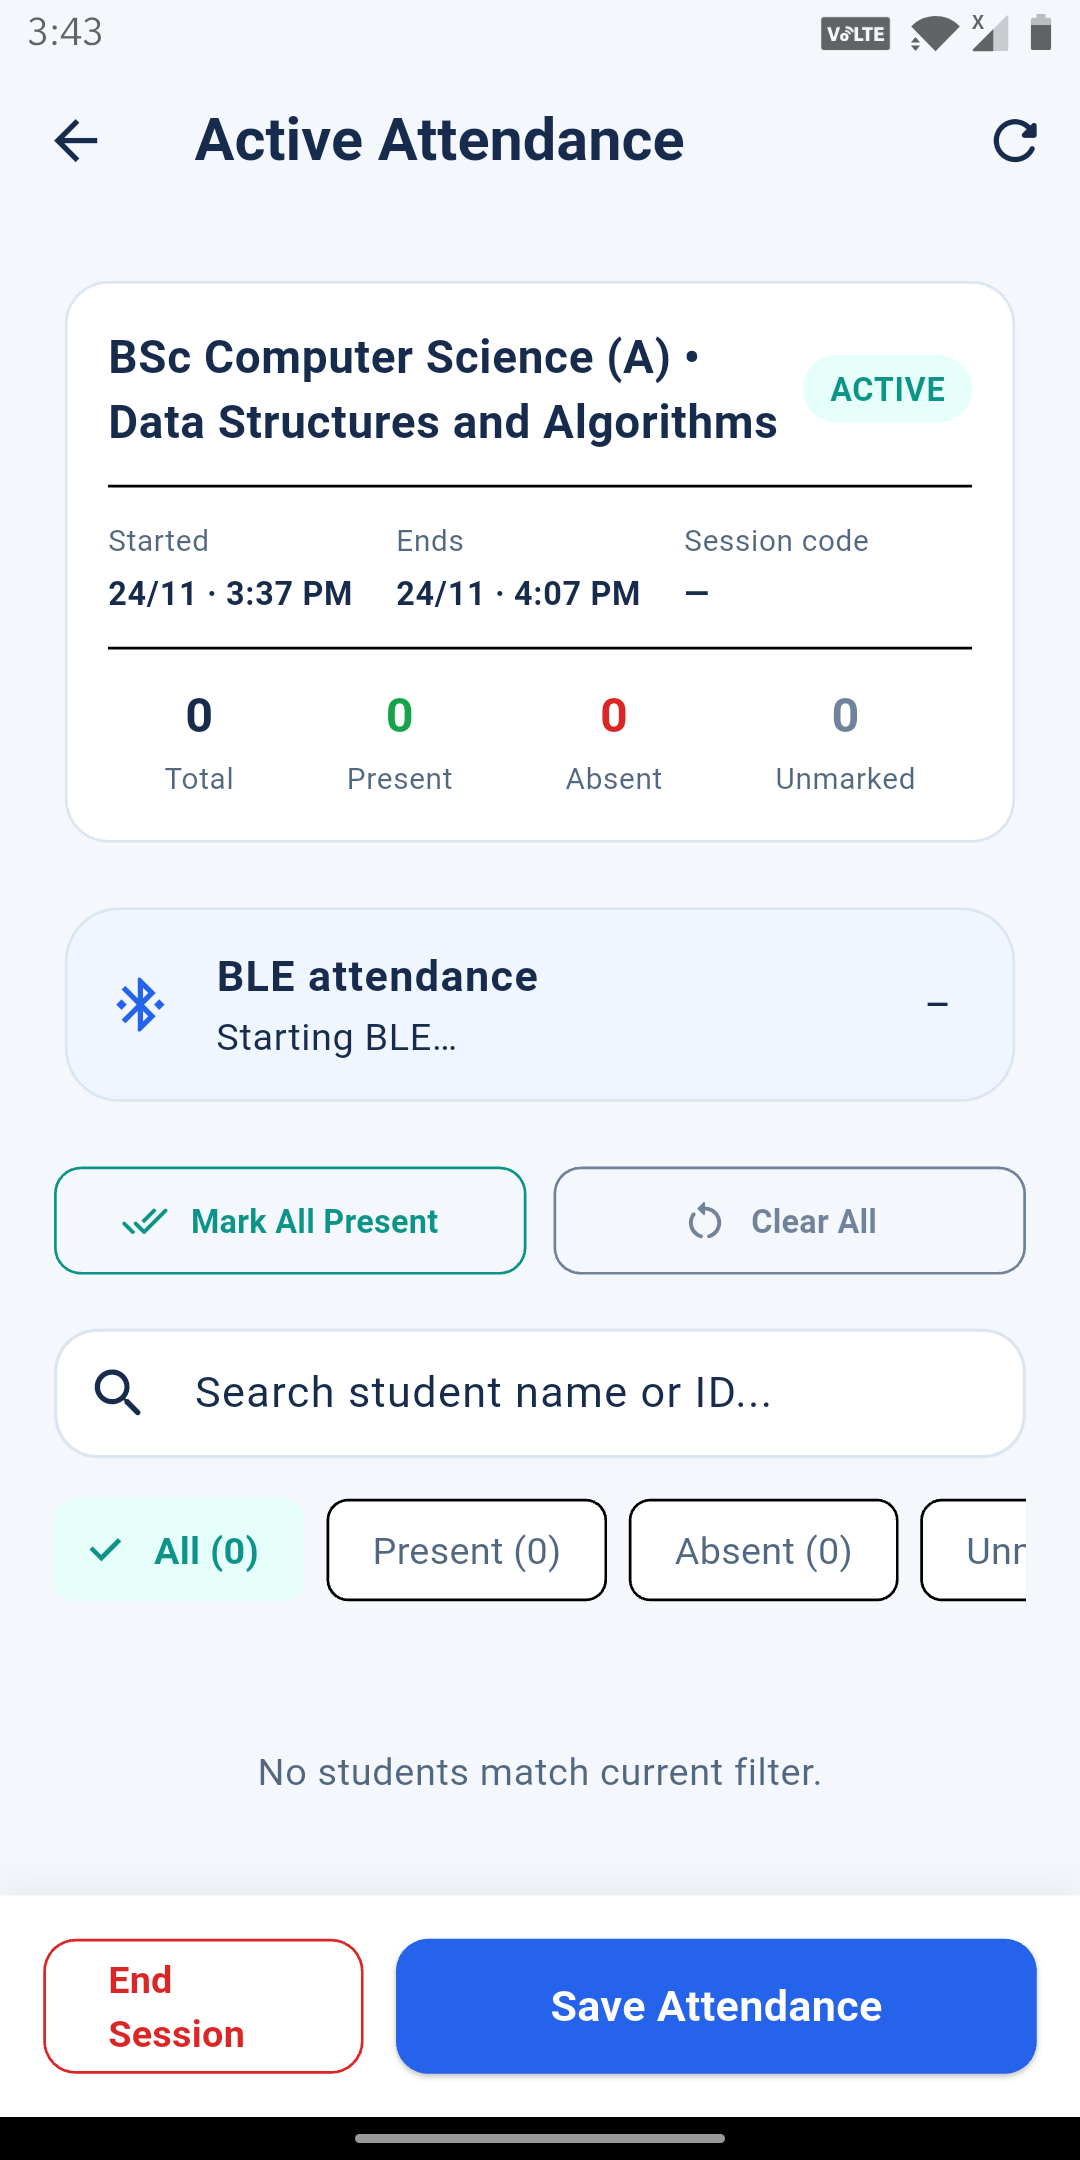 3:43
VoLTE
X
Active Attendance
BSc Computer Science (A) •
Data Structures and Algorithms
ACTIVE
Started
Ends
Session code
24/11 · 3:37 PM
24/11 · 4:07 PM
—
0
0
0
0
Total
Present
Absent
Unmarked
BLE attendance
Starting BLE…
–
Mark All Present
Clear All
Search student name or ID...
All (0)
Present (0)
Absent (0)
Unr
No students match current filter.
End
Session
Save Attendance